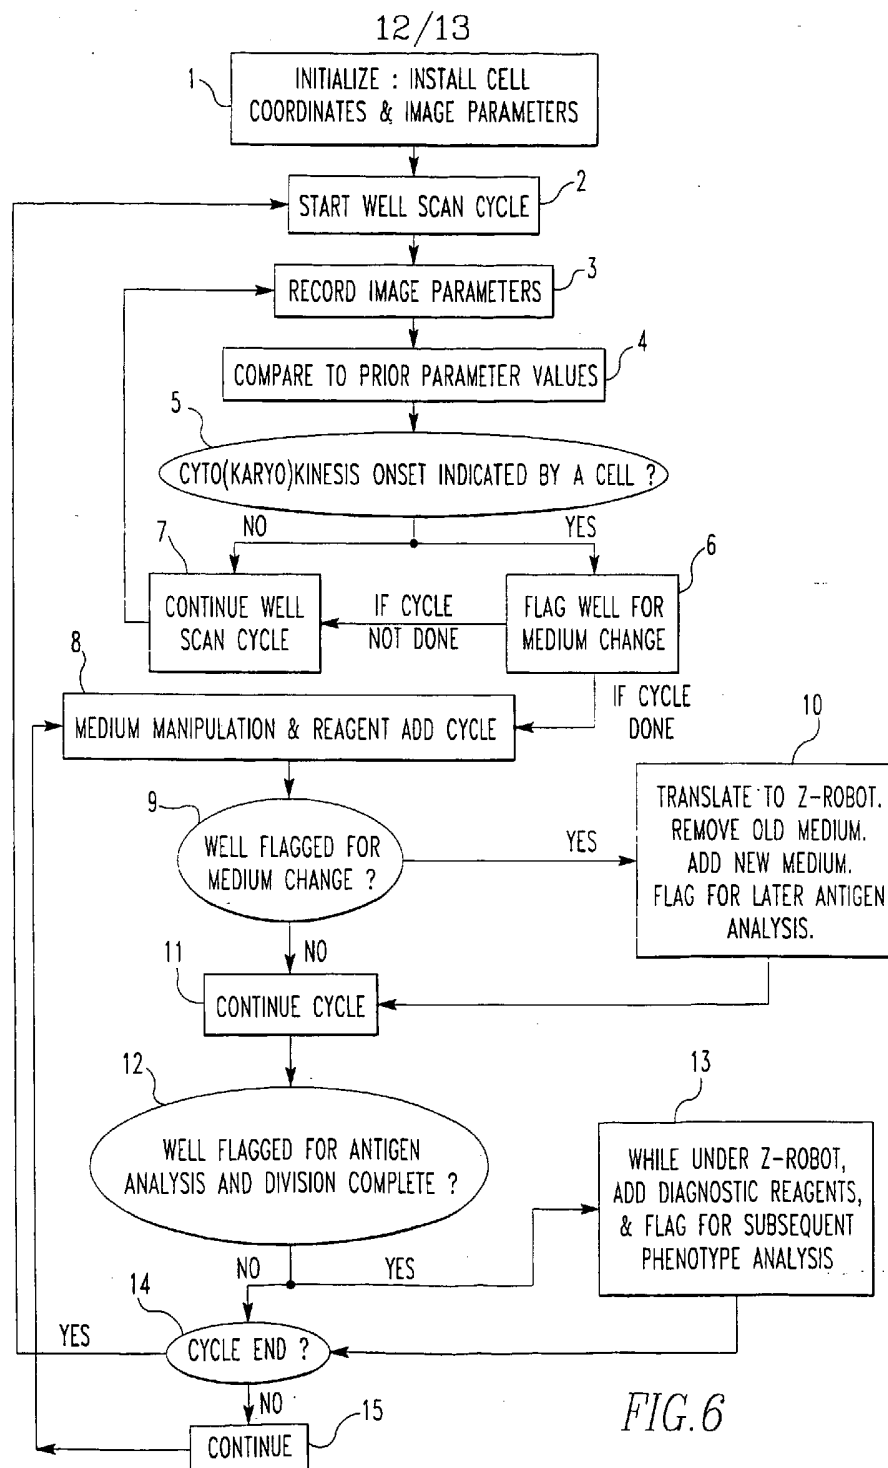 12/13
1
INITIALIZE : INSTALL CELL
COORDINATES & IMAGE PARAMETERS
2
START WELL SCAN CYCLE
3
RECORD IMAGE PARAMETERS
4
COMPARE TO PRIOR PARAMETER VALUES
5
CYTO(KARYO)KINESIS ONSET INDICATED BY A CELL ?
NO
YES
7
CONTINUE WELL
SCAN CYCLE
IF CYCLE
NOT DONE
6
FLAG WELL FOR
MEDIUM CHANGE
IF CYCLE
DONE
8
MEDIUM MANIPULATION & REAGENT ADD CYCLE
9
WELL FLAGGED FOR
MEDIUM CHANGE ?
YES
10
TRANSLATE TO Z-ROBOT.
REMOVE OLD MEDIUM.
ADD NEW MEDIUM.
FLAG FOR LATER ANTIGEN
ANALYSIS.
NO
11
CONTINUE CYCLE
12
WELL FLAGGED FOR ANTIGEN
ANALYSIS AND DIVISION COMPLETE ?
13
WHILE UNDER Z-ROBOT,
ADD DIAGNOSTIC REAGENTS,
& FLAG FOR SUBSEQUENT
PHENOTYPE ANALYSIS
NO
YES
14
YES
CYCLE END ?
NO
15
CONTINUE
FIG.6